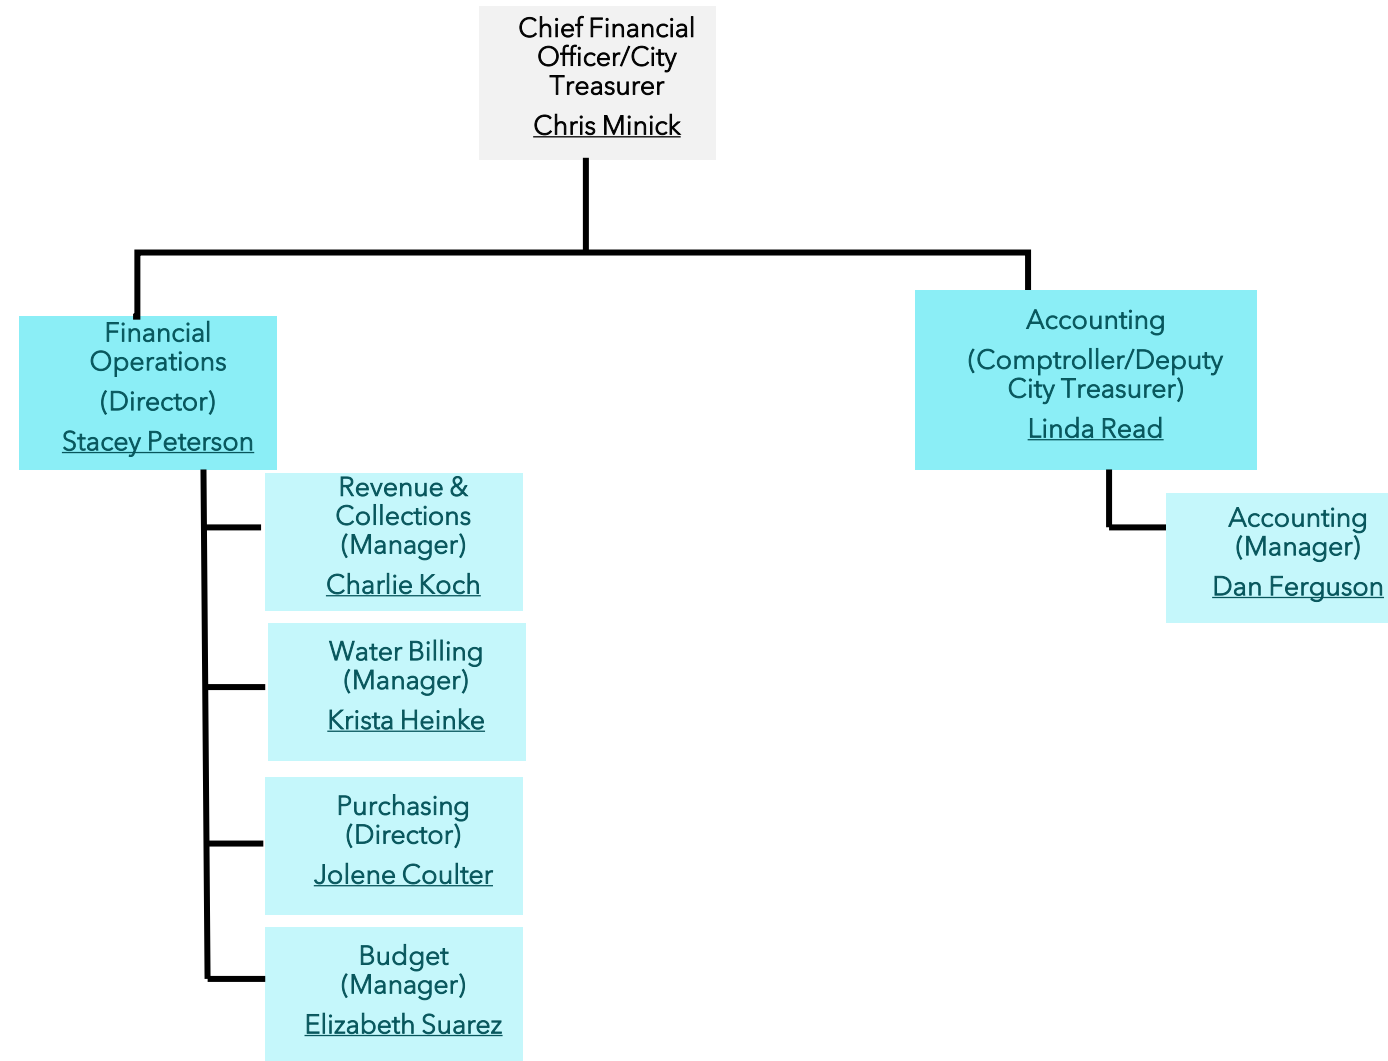 Chief Financial
Officer/City
Treasurer
Chris Minick
Financial
Operations
(Director)
Stacey Peterson
Accounting
(Comptroller/Deputy
City Treasurer)
Linda Read
Revenue &
Collections
(Manager)
Charlie Koch
Accounting
(Manager)
Dan Ferguson
Water Billing
(Manager)
Krista Heinke
Purchasing
(Director)
Jolene Coulter
Budget
(Manager)
Elizabeth Suarez